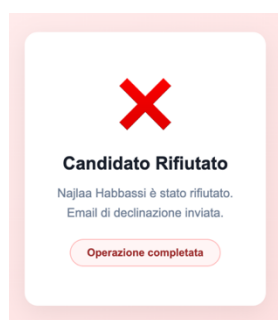 Candidato Rifiutato
Najlaa Habbassi è stato rifiutato.
Email di declinazione inviata.
Operazione completata